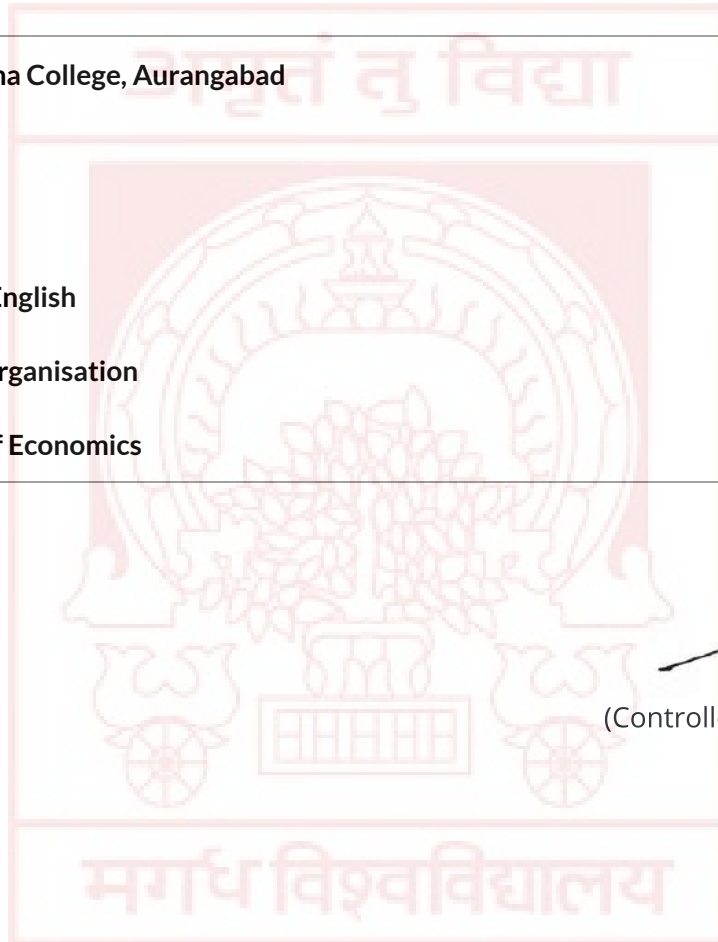 अमृतं तु विद्या
na College, Aurangabad
English
rganisation
f Economics
(Controll
मगध विश्वविद्यालय